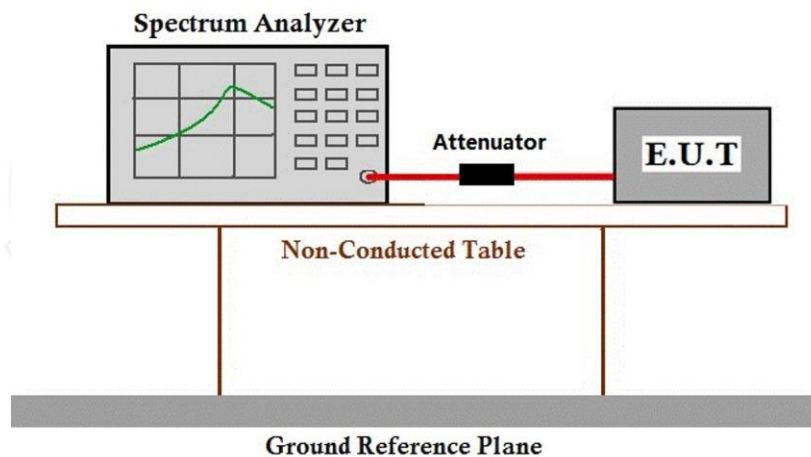 Spectrum Analyzer
Attenuator
E.U.T
Non-Conducted Table
Ground Reference Plane